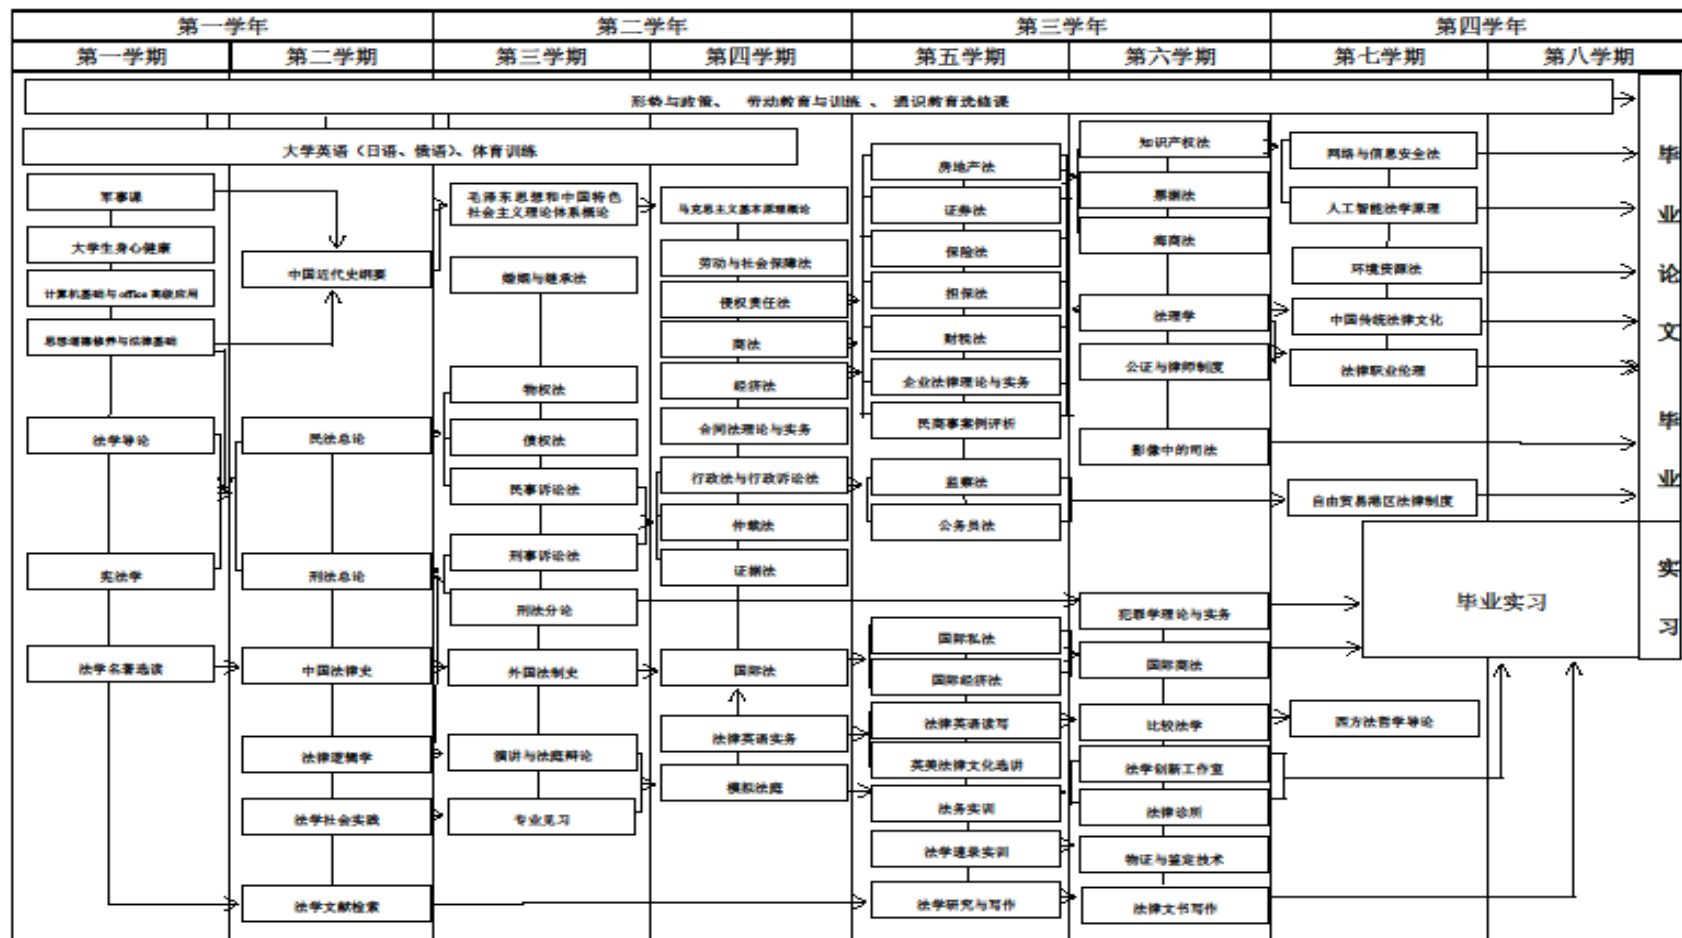 第一学年
第二学年
第三学年
第四学年
第一学期
第二学期
第三学期
第四学期
第五学期
第六学期
第七学期
第八学期
形势与政策、 劳动教育与训练 、 通识教育选修课
大学英语（日语、俄语）、体育训练
军事课
大学生身心健康
计算机基础与office高级应用
思想道德修养与法律基础
法学导论
宪法学
法学名著选读
中国近代史纲要
民法总论
刑法总论
中国法律史
法律逻辑学
法学社会实践
法学文献检索
毛泽东思想和中国特色
社会主义理论体系概论
婚姻与继承法
物权法
债权法
民事诉讼法
刑事诉讼法
刑法分论
外国法制史
演讲与法庭辩论
专业见习
马克思主义基本原理概论
劳动与社会保障法
侵权责任法
商法
经济法
合同法理论与实务
行政法与行政诉讼法
仲裁法
证据法
国际法
法律英语实务
模拟法庭
房地产法
证券法
保险法
担保法
财税法
企业法律理论与实务
民商事案例评析
监察法
公务员法
国际私法
国际经济法
法律英语读写
英美法律文化选讲
法务实训
法学速录实训
法学研究与写作
知识产权法
票据法
海商法
法理学
公证与律师制度
影像中的司法
犯罪学理论与实务
国际商法
比较法学
法学创新工作室
法律诊所
物证与鉴定技术
法律文书写作
网络与信息安全法
人工智能法学原理
环境资源法
中国传统法律文化
法律职业伦理
自由贸易港区法律制度
毕业实习
西方法哲学导论
毕
业
论
文
毕
业
实
习